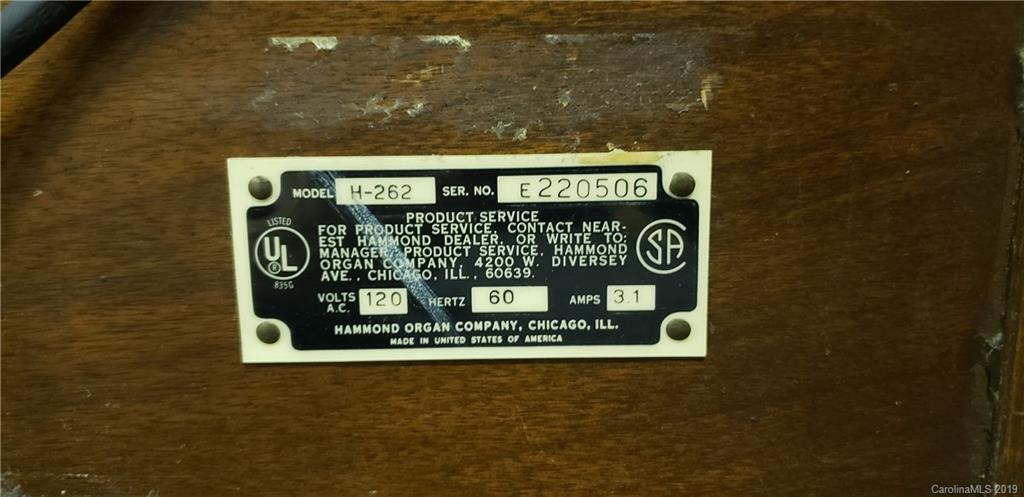 MODEL H-262 SER. NO. E220506
PRODUCT SERVICE
FOR PRODUCT SERVICE, CONTACT NEAR-
EST HAMMOND DEALER, OR WRITE TO:
MANAGER, PRODUCT SERVICE, HAMMOND
ORGAN COMPANY, 4200 W. DIVERSEY
AVE., CHICAGO, ILL., 60639.
LISTED
UL
®
835G
SA
VOLTS A.C. 120 HERTZ 60 AMPS 3.1
HAMMOND ORGAN COMPANY, CHICAGO, ILL.
MADE IN UNITED STATES OF AMERICA
CarolinaMLS © 2019